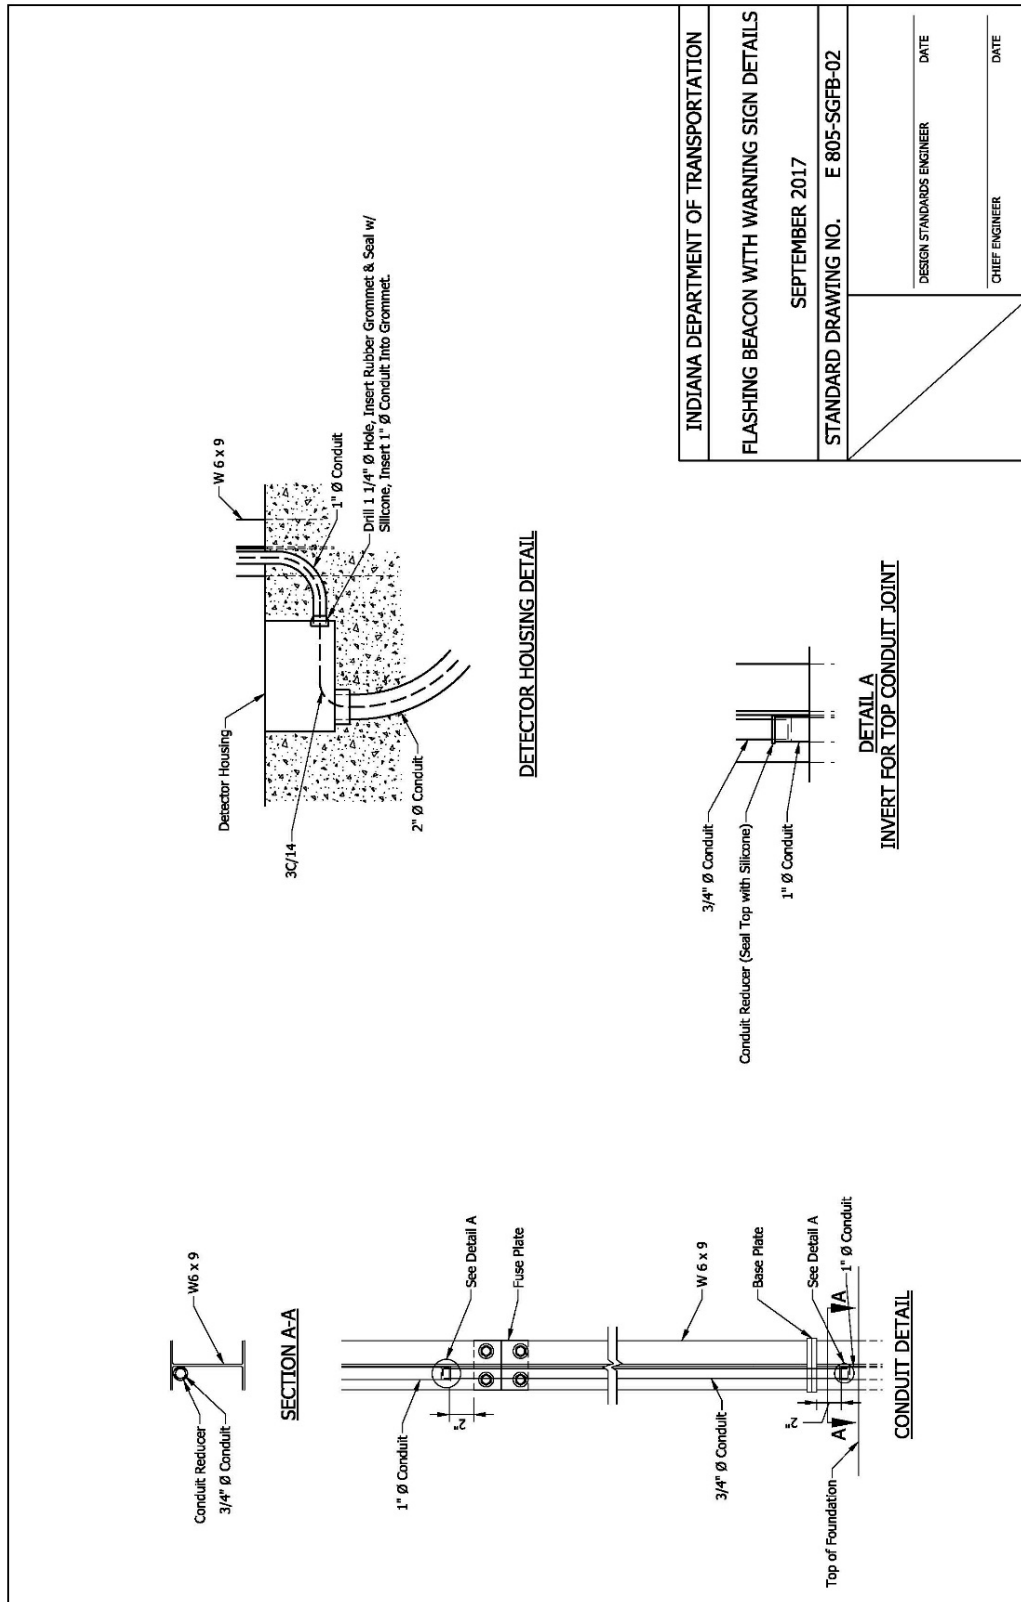 Conduit Reducer
3/4" Ø Conduit
W6 x 9
SECTION A-A
1" Ø Conduit
2"
See Detail A
Fuse Plate
W 6 x 9
3/4" Ø Conduit
Base Plate
See Detail A
1" Ø Conduit
2"
A
A
Top of Foundation
CONDUIT DETAIL
Detector Housing
W 6 x 9
3C/14
1" Ø Conduit
Drill 1 1/4" Ø Hole, Insert Rubber Grommet & Seal w/
Silicone, Insert 1" Ø Conduit Into Grommet.
2" Ø Conduit
DETECTOR HOUSING DETAIL
3/4" Ø Conduit
Conduit Reducer (Seal Top with Silicone)
1" Ø Conduit
DETAIL A
INVERT FOR TOP CONDUIT JOINT
INDIANA DEPARTMENT OF TRANSPORTATION
FLASHING BEACON WITH WARNING SIGN DETAILS
SEPTEMBER 2017
STANDARD DRAWING NO. E 805-SGFB-02
DESIGN STANDARDS ENGINEER DATE
CHIEF ENGINEER DATE